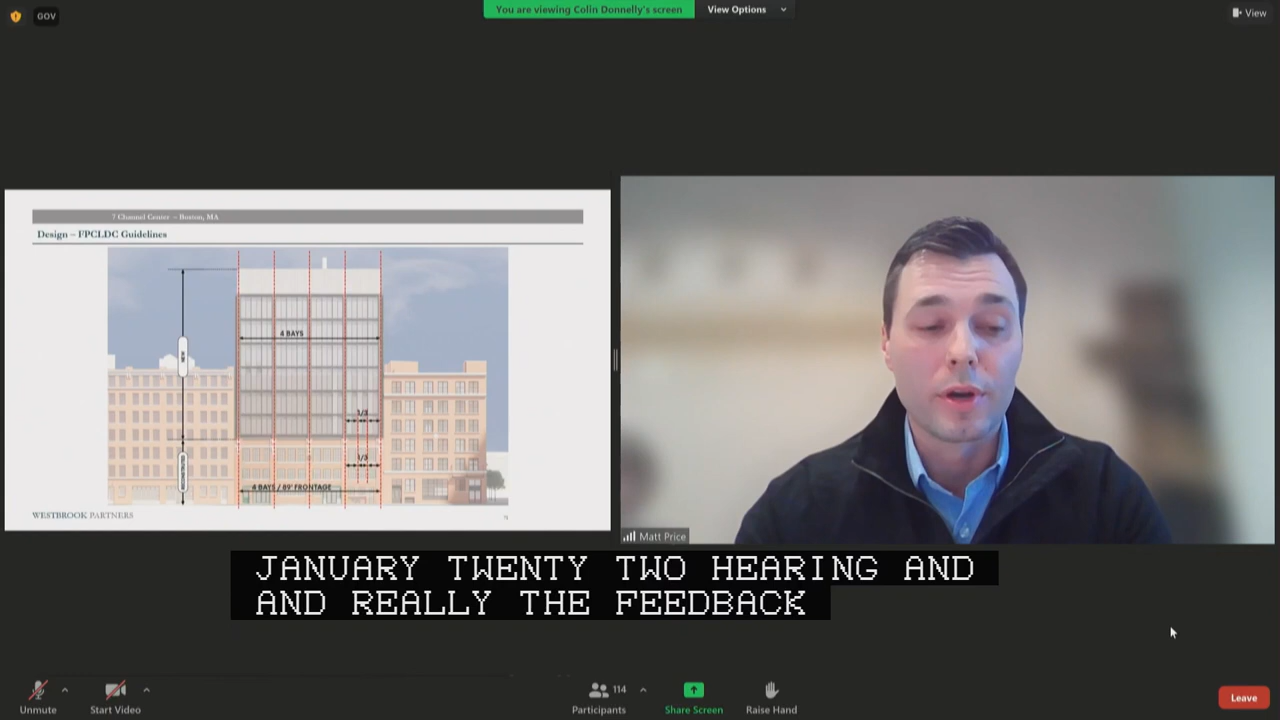 GOV
You are viewing Colin Donnelly's screen
View Options
View
7 Channel Center – Boston, MA
Design – FPCLDC Guidelines
4 BAYS
1/3
1/3
4 BAYS / 89' FRONTAGE
WESTBROOK PARTNERS
Matt Price
JANUARY TWENTY TWO HEARING AND
AND REALLY THE FEEDBACK
Unmute
Start Video
114
Participants
Share Screen
Raise Hand
Leave